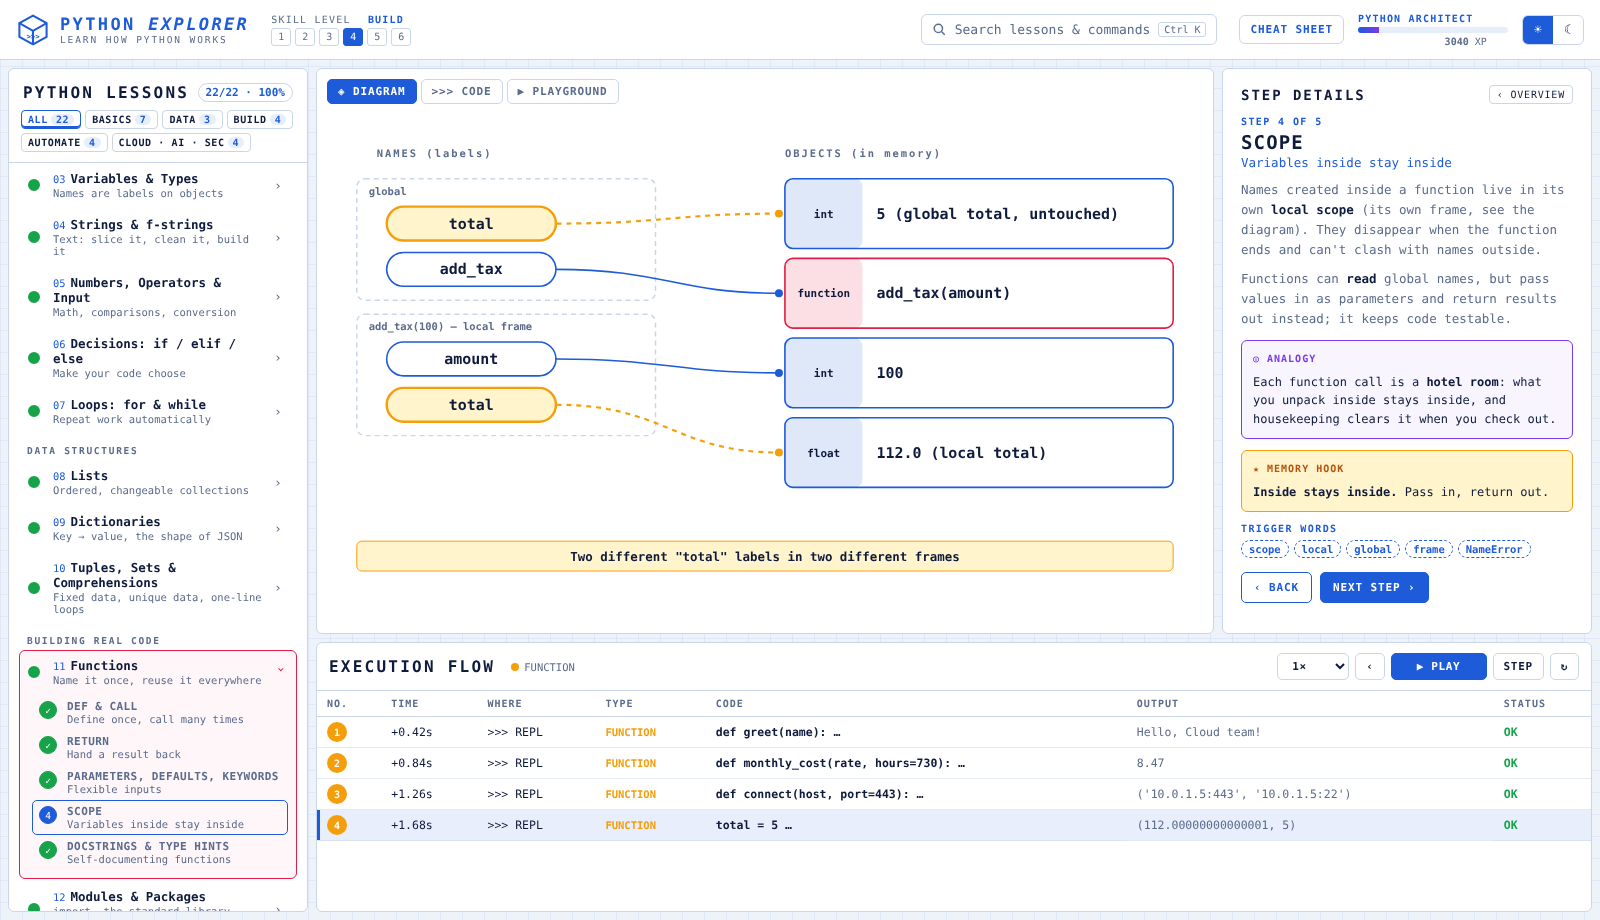 PYTHON EXPLORER
LEARN HOW PYTHON WORKS
SKILL LEVEL BUILD
1 2 3 4 5 6
Search lessons & commands Ctrl K
CHEAT SHEET
PYTHON ARCHITECT
3040 XP
☀ ☾
PYTHON LESSONS 22/22 · 100%
ALL 22 BASICS 7 DATA 3 BUILD 4
AUTOMATE 4 CLOUD · AI · SEC 4
03 Variables & Types ›
Names are labels on objects
04 Strings & f-strings ›
Text: slice it, clean it, build
it
05 Numbers, Operators &
Input ›
Math, comparisons, conversion
06 Decisions: if / elif /
else ›
Make your code choose
07 Loops: for & while ›
Repeat work automatically
DATA STRUCTURES
08 Lists ›
Ordered, changeable collections
09 Dictionaries ›
Key → value, the shape of JSON
10 Tuples, Sets &
Comprehensions ›
Fixed data, unique data, one-line
loops
BUILDING REAL CODE
11 Functions
Name it once, reuse it everywhere
✓ DEF & CALL
Define once, call many times
✓ RETURN
Hand a result back
✓ PARAMETERS, DEFAULTS, KEYWORDS
Flexible inputs
4 SCOPE
Variables inside stay inside
✓ DOCSTRINGS & TYPE HINTS
Self-documenting functions
12 Modules & Packages ›
import, the standard library
◈ DIAGRAM >>> CODE ▶ PLAYGROUND
NAMES (labels) OBJECTS (in memory)
global
total
add_tax
add_tax(100) — local frame
amount
total
int 5 (global total, untouched)
function add_tax(amount)
int 100
float 112.0 (local total)
Two different "total" labels in two different frames
STEP DETAILS ‹ OVERVIEW
STEP 4 OF 5
SCOPE
Variables inside stay inside
Names created inside a function live in its
own local scope (its own frame, see the
diagram). They disappear when the function
ends and can't clash with names outside.
Functions can read global names, but pass
values in as parameters and return results
out instead; it keeps code testable.
ANALOGY
Each function call is a hotel room: what
you unpack inside stays inside, and
housekeeping clears it when you check out.
★ MEMORY HOOK
Inside stays inside. Pass in, return out.
TRIGGER WORDS
scope local global frame NameError
‹ BACK NEXT STEP ›
EXECUTION FLOW FUNCTION
1× ‹ ▶ PLAY STEP ↻
NO. TIME WHERE TYPE CODE OUTPUT STATUS
1 +0.42s >>> REPL FUNCTION def greet(name): … Hello, Cloud team! OK
2 +0.84s >>> REPL FUNCTION def monthly_cost(rate, hours=730): … 8.47 OK
3 +1.26s >>> REPL FUNCTION def connect(host, port=443): … ('10.0.1.5:443', '10.0.1.5:22') OK
4 +1.68s >>> REPL FUNCTION total = 5 … (112.00000000000001, 5) OK